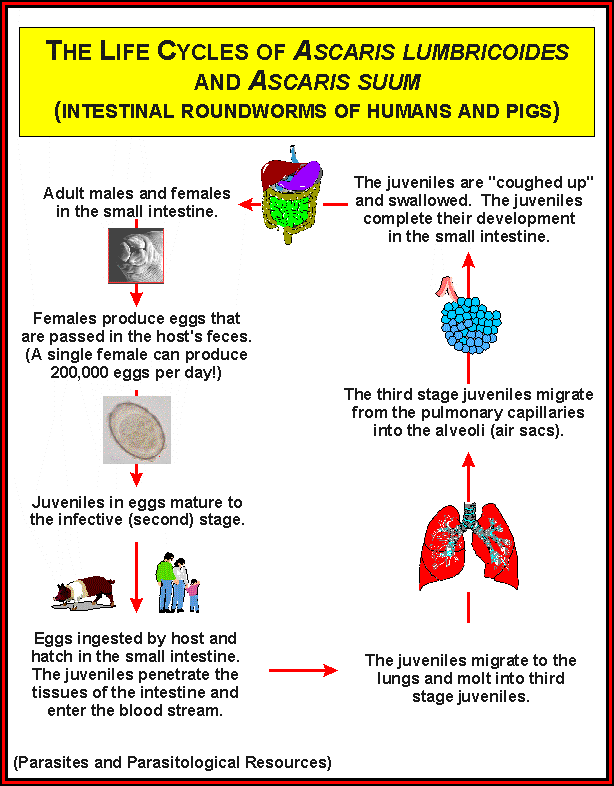 THE LIFE CYCLES OF ASCARIS LUMBRICOIDES
AND ASCARIS SUUM
(INTESTINAL ROUNDWORMS OF HUMANS AND PIGS)
Adult males and females
in the small intestine.
Females produce eggs that
are passed in the host's feces.
(A single female can produce
200,000 eggs per day!)
Juveniles in eggs mature to
the infective (second) stage.
Eggs ingested by host and
hatch in the small intestine.
The juveniles penetrate the
tissues of the intestine and
enter the blood stream.
The juveniles migrate to the
lungs and molt into third
stage juveniles.
The third stage juveniles migrate
from the pulmonary capillaries
into the alveoli (air sacs).
The juveniles are "coughed up"
and swallowed. The juveniles
complete their development
in the small intestine.
(Parasites and Parasitological Resources)